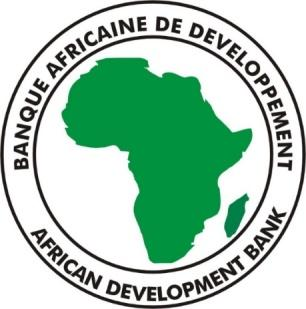 BANQUE AFRICAINE DE DEVELOPPEMENT
AFRICAN DEVELOPMENT BANK